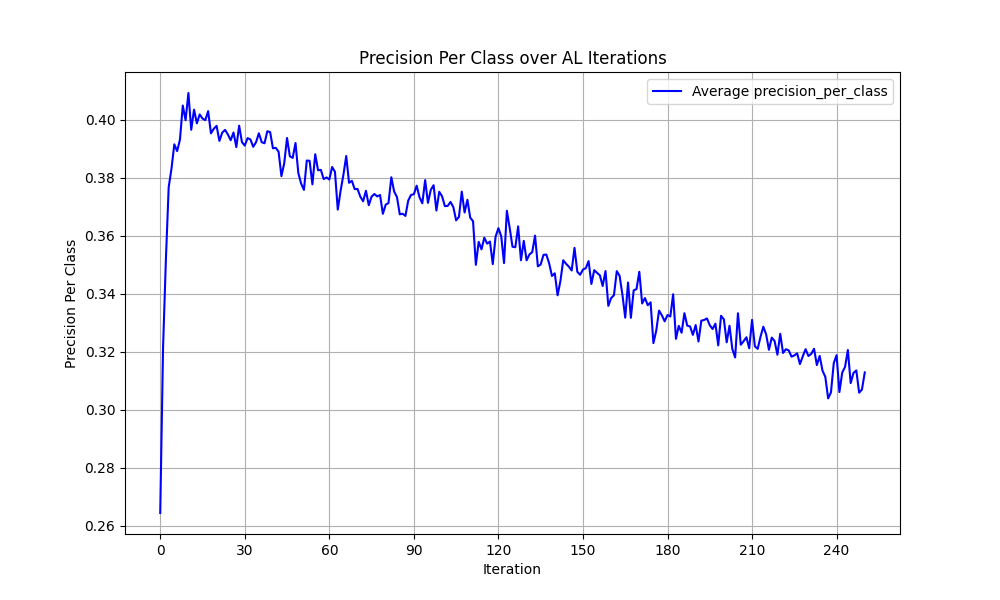 Precision Per Class over AL Iterations
Average precision_per_class
Precision Per Class
0.40
0.38
0.36
0.34
0.32
0.30
0.28
0.26
0 30 60 90 120 150 180 210 240
Iteration